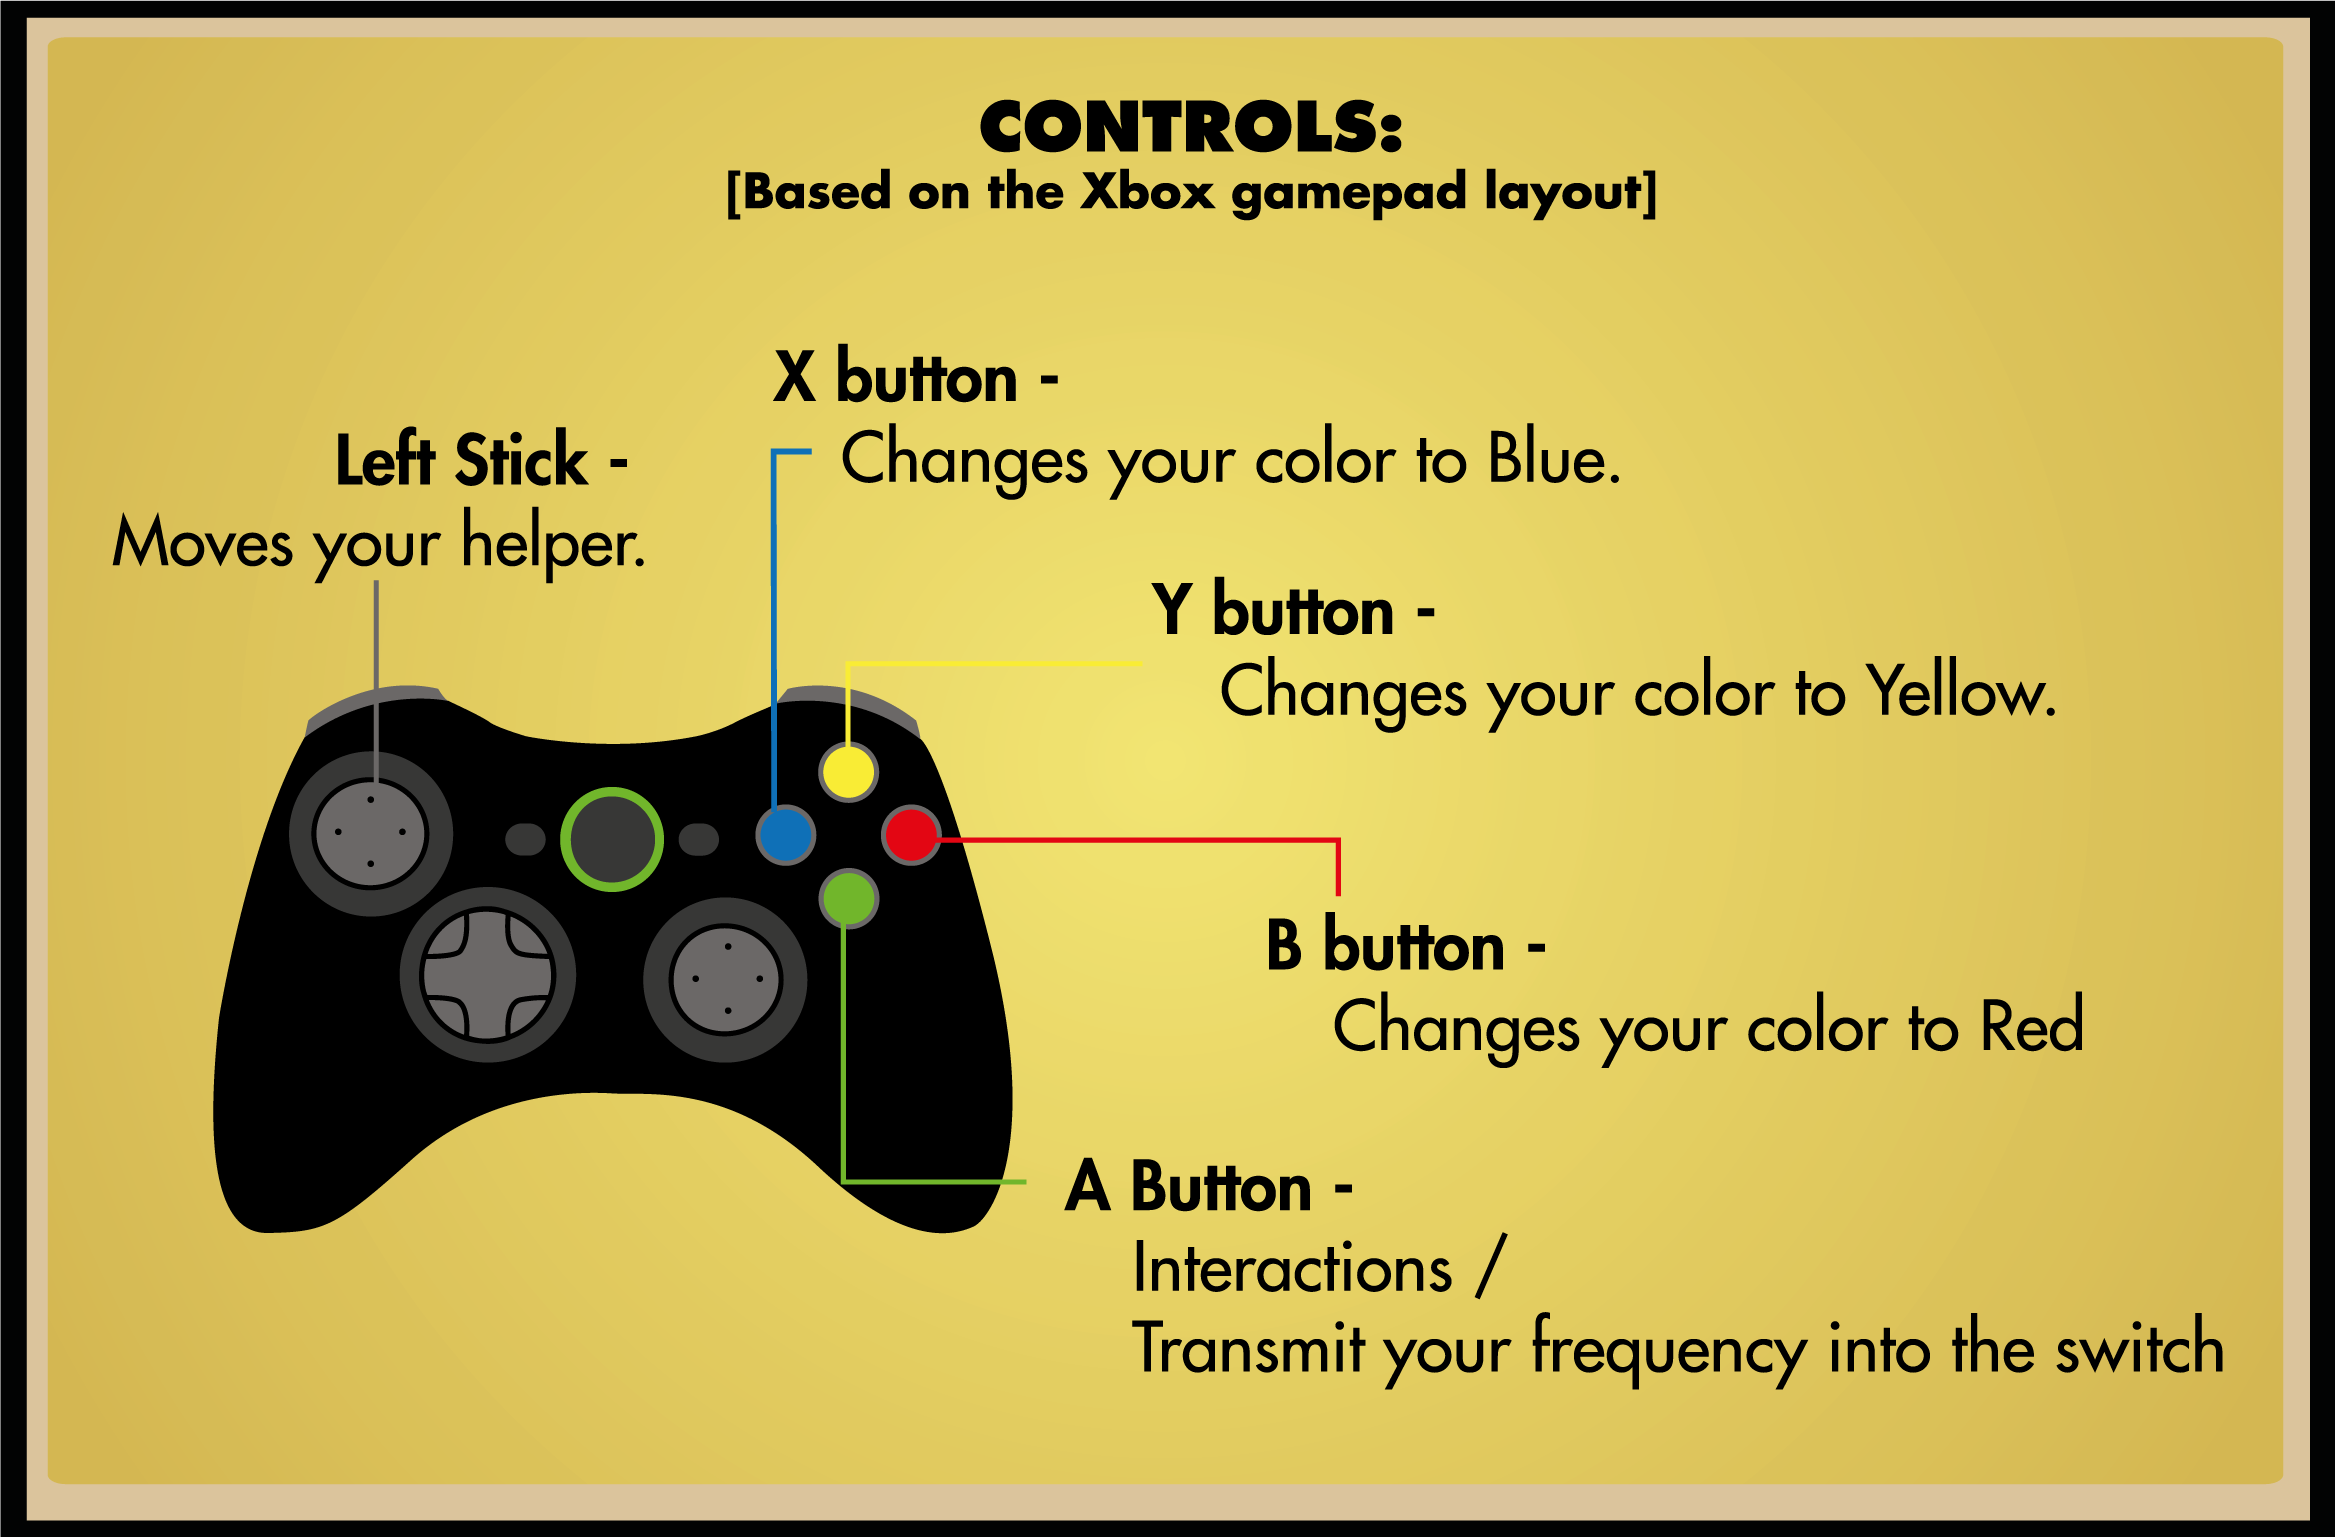 CONTROLS:
[Based on the Xbox gamepad layout]
Left Stick -
Moves your helper.
X button -
Changes your color to Blue.
Y button -
Changes your color to Yellow.
B button -
Changes your color to Red
A Button -
Interactions /
Transmit your frequency into the switch